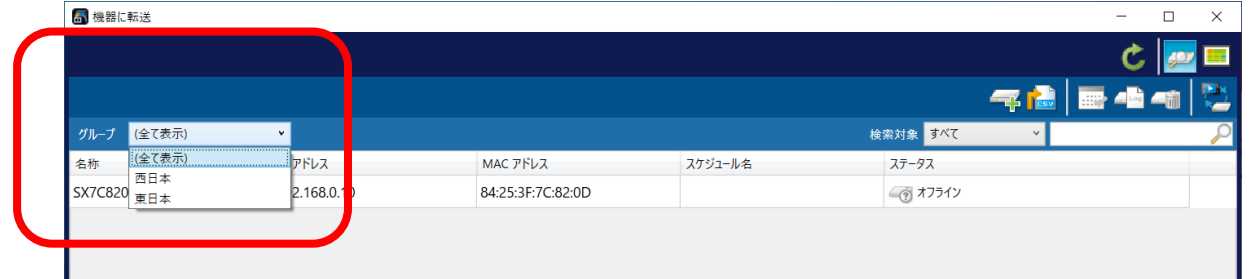 機器に転送
グループ (全て表示) 検索対象 すべて
名称 アドレス MAC アドレス スケジュール名 ステータス
(全て表示)
西日本
東日本
SX7C820 2.168.0.10 84:25:3F:7C:82:0D オフライン
CSV
Log